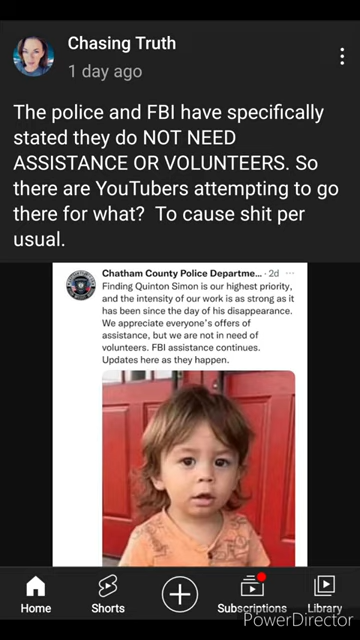 Chasing Truth
1 day ago
The police and FBI have specifically
stated they do NOT NEED
ASSISTANCE OR VOLUNTEERS. So
there are YouTubers attempting to go
there for what?  To cause shit per
usual.
Chatham County Police Departme... · 2d
Finding Quinton Simon is our highest priority,
and the intensity of our work is as strong as it
has been since the day of his disappearance.
We appreciate everyone's offers of
assistance, but we are not in need of
volunteers. FBI assistance continues.
Updates here as they happen.
Home
Shorts
Subscriptions
Library
PowerDirector